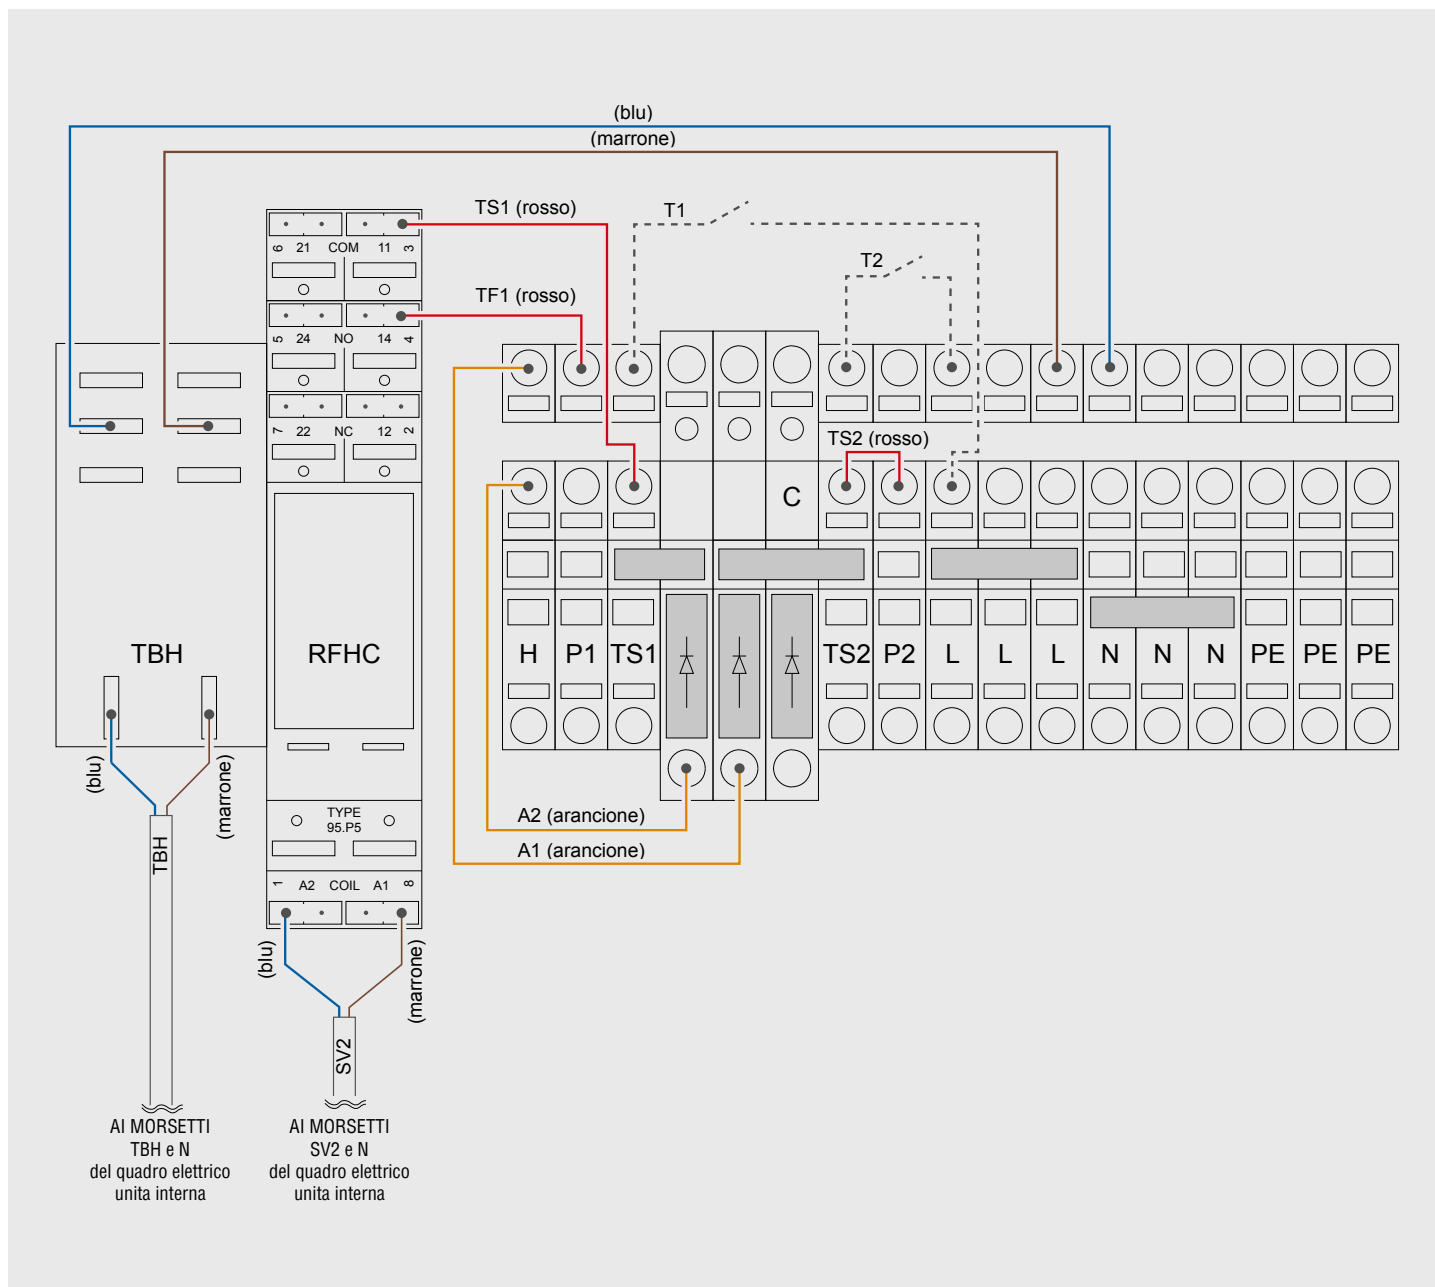 (blu)
(marrone)
TS1 (rosso)
T1
6 21 COM 11 3
T2
TF1 (rosso)
5 24 NO 14 4
7 22 NC 12 2
TS2 (rosso)
C
TBH
RFHC
H P1 TS1 TS2 P2 L L L N N N PE PE PE
(blu)
(marrone)
TYPE
95.P5
A2 (arancione)
A1 (arancione)
TBH
1 A2 COIL A1 8
(blu)
(marrone)
SV2
AI MORSETTI
TBH e N
del quadro elettrico
unita interna
AI MORSETTI
SV2 e N
del quadro elettrico
unita interna